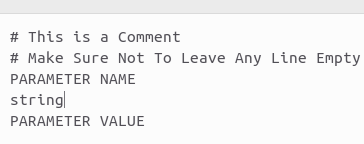 # This is a Comment
# Make Sure Not To Leave Any Line Empty
PARAMETER NAME
string
PARAMETER VALUE